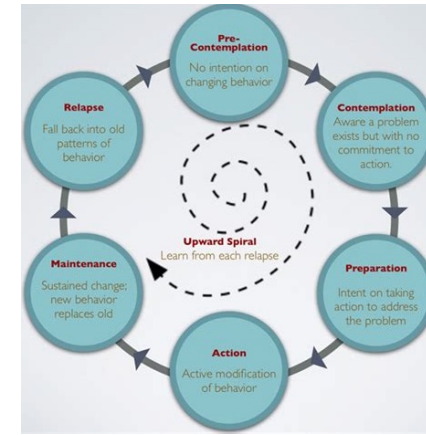 Pre-
Contemplation
No intention on
changing behavior
Contemplation
Aware a problem
exists but with no
commitment to
action.
Preparation
Intent on taking
action to address
the problem
Action
Active modification
of behavior
Maintenance
Sustained change;
new behavior
replaces old
Relapse
Fall back into old
patterns of
behavior
Upward Spiral
Learn from each relapse